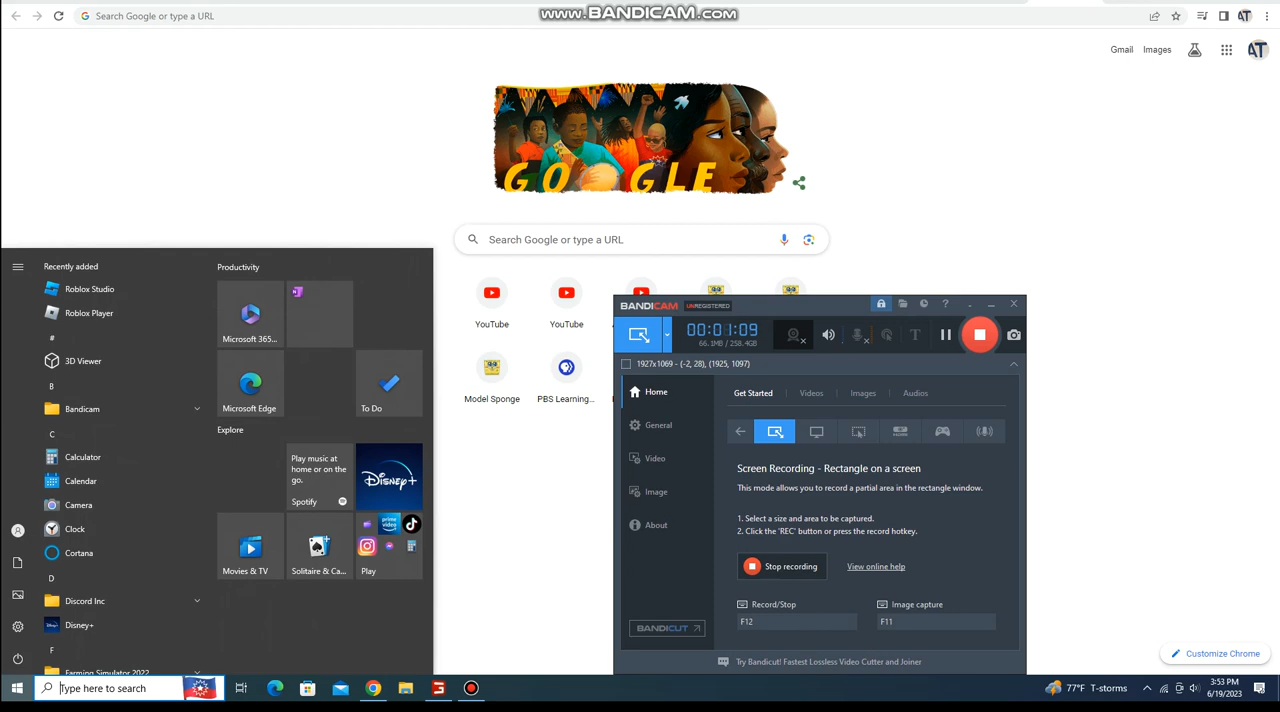 www.BANDICAM.com
Search Google or type a URL
AT
Gmail Images
AT
GOOGLE
Search Google or type a URL
YouTube
YouTube
Model Sponge
PBS Learning...
Recently added
Roblox Studio
Roblox Player
#
3D Viewer
B
Bandicam
C
Calculator
Calendar
Camera
Clock
Cortana
D
Discord Inc
Disney+
F
Farming Simulator 2022
Productivity
Microsoft 365...
Microsoft Edge
To Do
Explore
Play music at
home or on the
go.
Spotify
Disney+
Movies & TV
Solitaire & Ca...
prime video
Play
BANDICAM UNREGISTERED
00:01:09
66.1MB / 258.4GB
1927x1069 - (-2, 28), (1925, 1097)
Home
General
Video
Image
About
BANDICUT
Get Started Videos Images Audios
Screen Recording - Rectangle on a screen
This mode allows you to record a partial area in the rectangle window.
1. Select a size and area to be captured.
2. Click the 'REC' button or press the record hotkey.
Stop recording View online help
Record/Stop Image capture
F12 F11
Try Bandicut! Fastest Lossless Video Cutter and Joiner
Customize Chrome
Type here to search
77°F T-storms
3:53 PM
6/19/2023